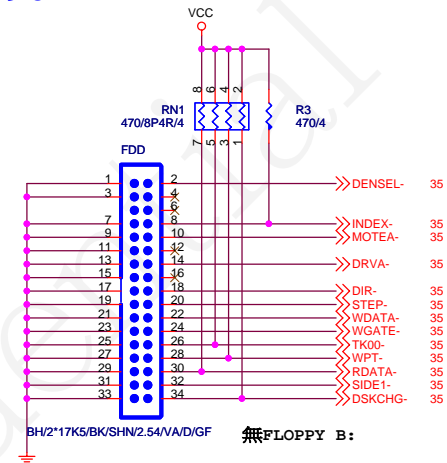 VCC
8 6 4 2
RN1
470/8P4R/4
R3
470/4
7 5 3 1
FDD
1 2 DENSEL- 35
3 4
6
7 8 INDEX- 35
9 10 MOTEA- 35
11 12
13 14 DRVA- 35
15 16
17 18 DIR- 35
19 20 STEP- 35
21 22 WDATA- 35
23 24 WGATE- 35
25 26 TK00- 35
27 28 WPT- 35
29 30 RDATA- 35
31 32 SIDE1- 35
33 34 DSKCHG- 35
BH/2*17K5/BK/SHN/2.54/VA/D/GF
無FLOPPY B: